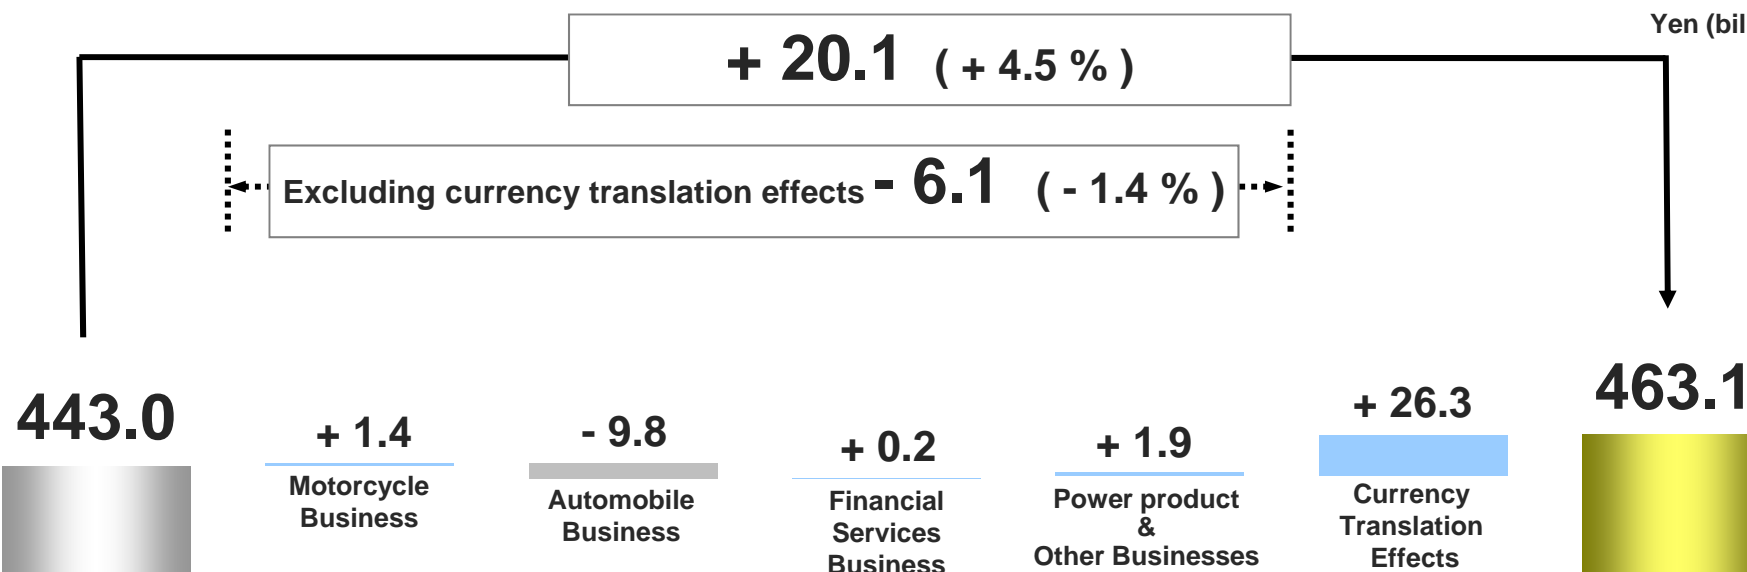 Yen (bil
+ 20.1 ( + 4.5 % )
Excluding currency translation effects - 6.1 ( - 1.4 % )
443.0
+ 1.4
Motorcycle
Business
- 9.8
Automobile
Business
+ 0.2
Financial
Services
Business
+ 1.9
Power product
&
Other Businesses
+ 26.3
Currency
Translation
Effects
463.1